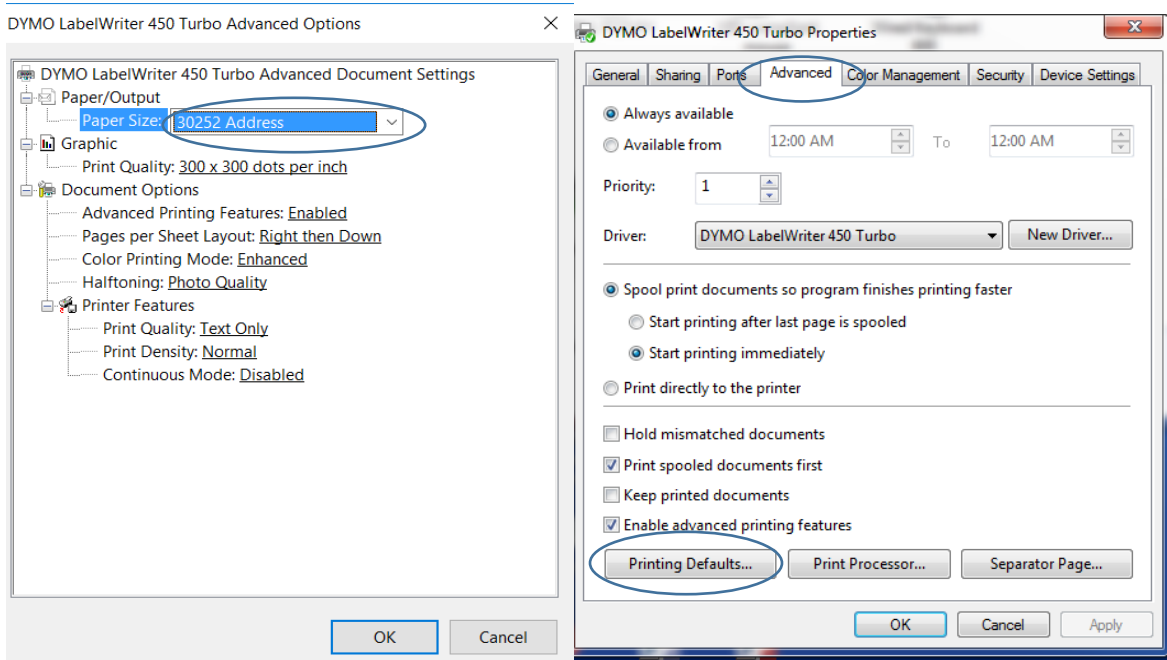 DYMO LabelWriter 450 Turbo Advanced Options
DYMO LabelWriter 450 Turbo Advanced Document Settings
Paper/Output
Paper Size: 30252 Address
Graphic
Print Quality: 300 x 300 dots per inch
Document Options
Advanced Printing Features: Enabled
Pages per Sheet Layout: Right then Down
Color Printing Mode: Enhanced
Halftoning: Photo Quality
Printer Features
Print Quality: Text Only
Print Density: Normal
Continuous Mode: Disabled
OK Cancel
DYMO LabelWriter 450 Turbo Properties
General Sharing Ports Advanced Color Management Security Device Settings
Always available
Available from 12:00 AM To 12:00 AM
Priority: 1
Driver: DYMO LabelWriter 450 Turbo New Driver...
Spool print documents so program finishes printing faster
Start printing after last page is spooled
Start printing immediately
Print directly to the printer
Hold mismatched documents
Print spooled documents first
Keep printed documents
Enable advanced printing features
Printing Defaults... Print Processor... Separator Page...
OK Cancel Apply